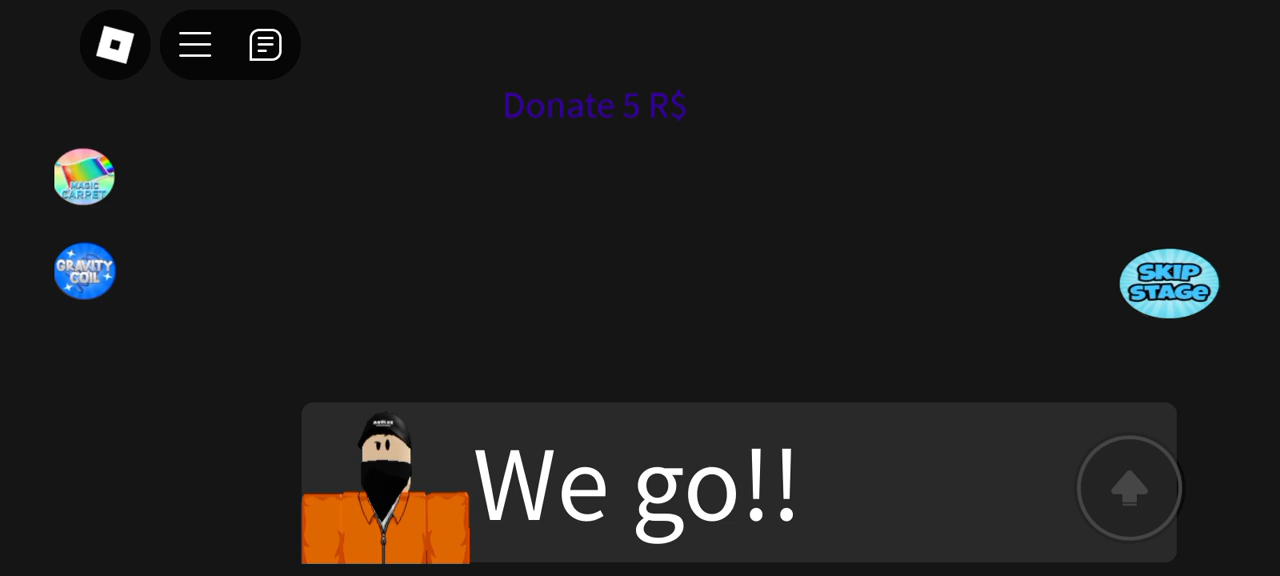 Donate 5 R$
MAGIC
CARPET
GRAVITY
COIL
SKIP
STAGe
We go!!